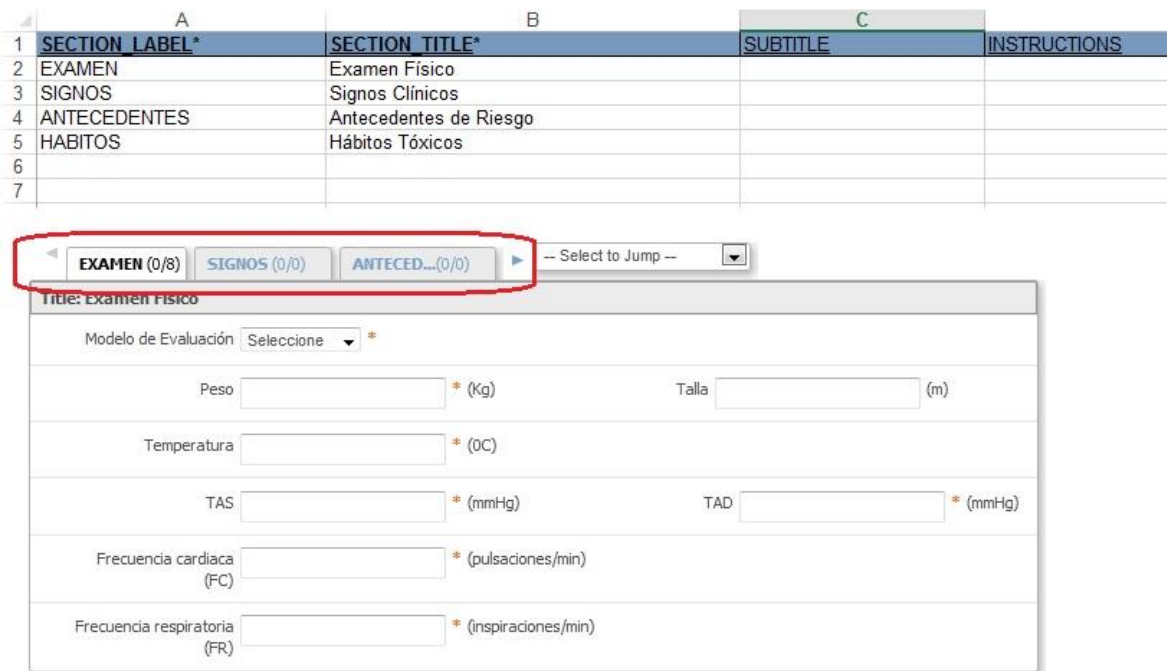 A B C
1 SECTION_LABEL* SECTION_TITLE* SUBTITLE INSTRUCTIONS
2 EXAMEN Examen Físico
3 SIGNOS Signos Clínicos
4 ANTECEDENTES Antecedentes de Riesgo
5 HABITOS Hábitos Tóxicos
6
7
EXAMEN (0/8) SIGNOS (0/0) ANTECED...(0/0) -- Select to Jump --
Title: Examen Físico
Modelo de Evaluación Seleccione *
Peso * (Kg) Talla (m)
Temperatura * (0C)
TAS * (mmHg) TAD * (mmHg)
Frecuencia cardiaca * (pulsaciones/min)
(FC)
Frecuencia respiratoria * (inspiraciones/min)
(FR)